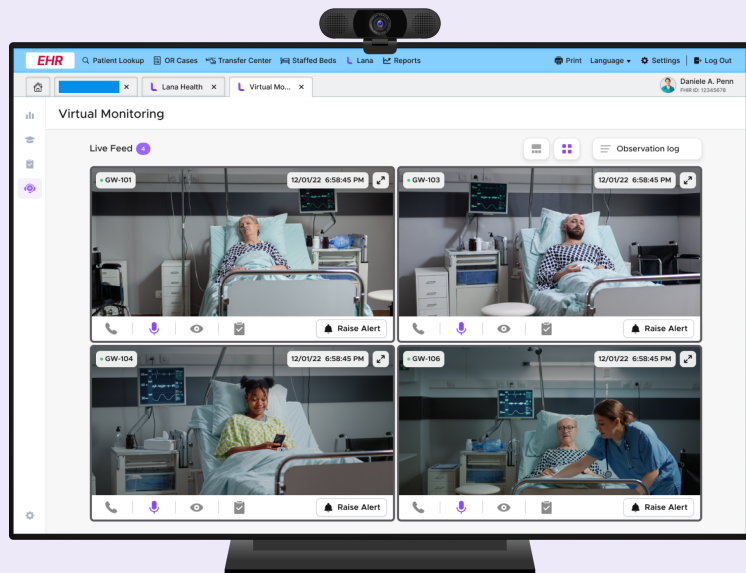 EHR Patient Lookup OR Cases Transfer Center Staffed Beds Lana Reports Print Language Settings Log Out
Lana Health Virtual Mo...
Daniele A. Penn
EHR ID: 12345678
Virtual Monitoring
Live Feed 4 Observation log
GW-101 12/01/22 6:58:45 PM
GW-103 12/01/22 6:58:45 PM
Raise Alert
Raise Alert
GW-104 12/01/22 6:58:45 PM
GW-106 12/01/22 6:58:45 PM
Raise Alert
Raise Alert